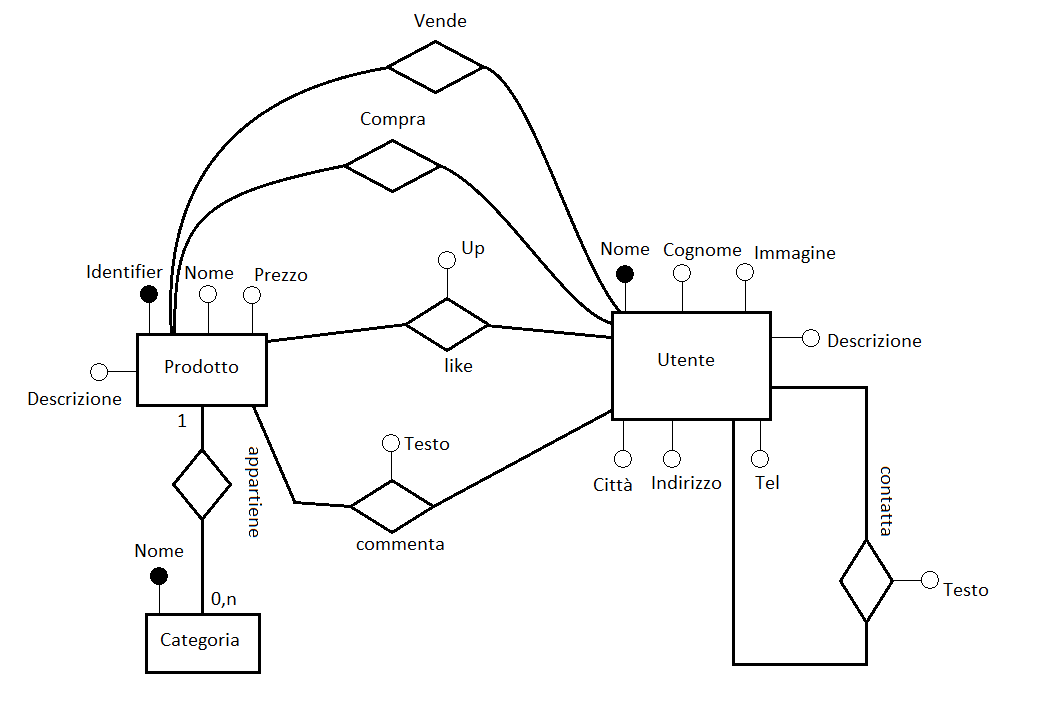 Vende
Compra
Up
Nome Cognome Immagine
Identifier Nome Prezzo
Descrizione
Utente
like
Prodotto
Descrizione
1
Testo
appartiene
Città Indirizzo Tel
contatta
commenta
Nome
Testo
0,n
Categoria